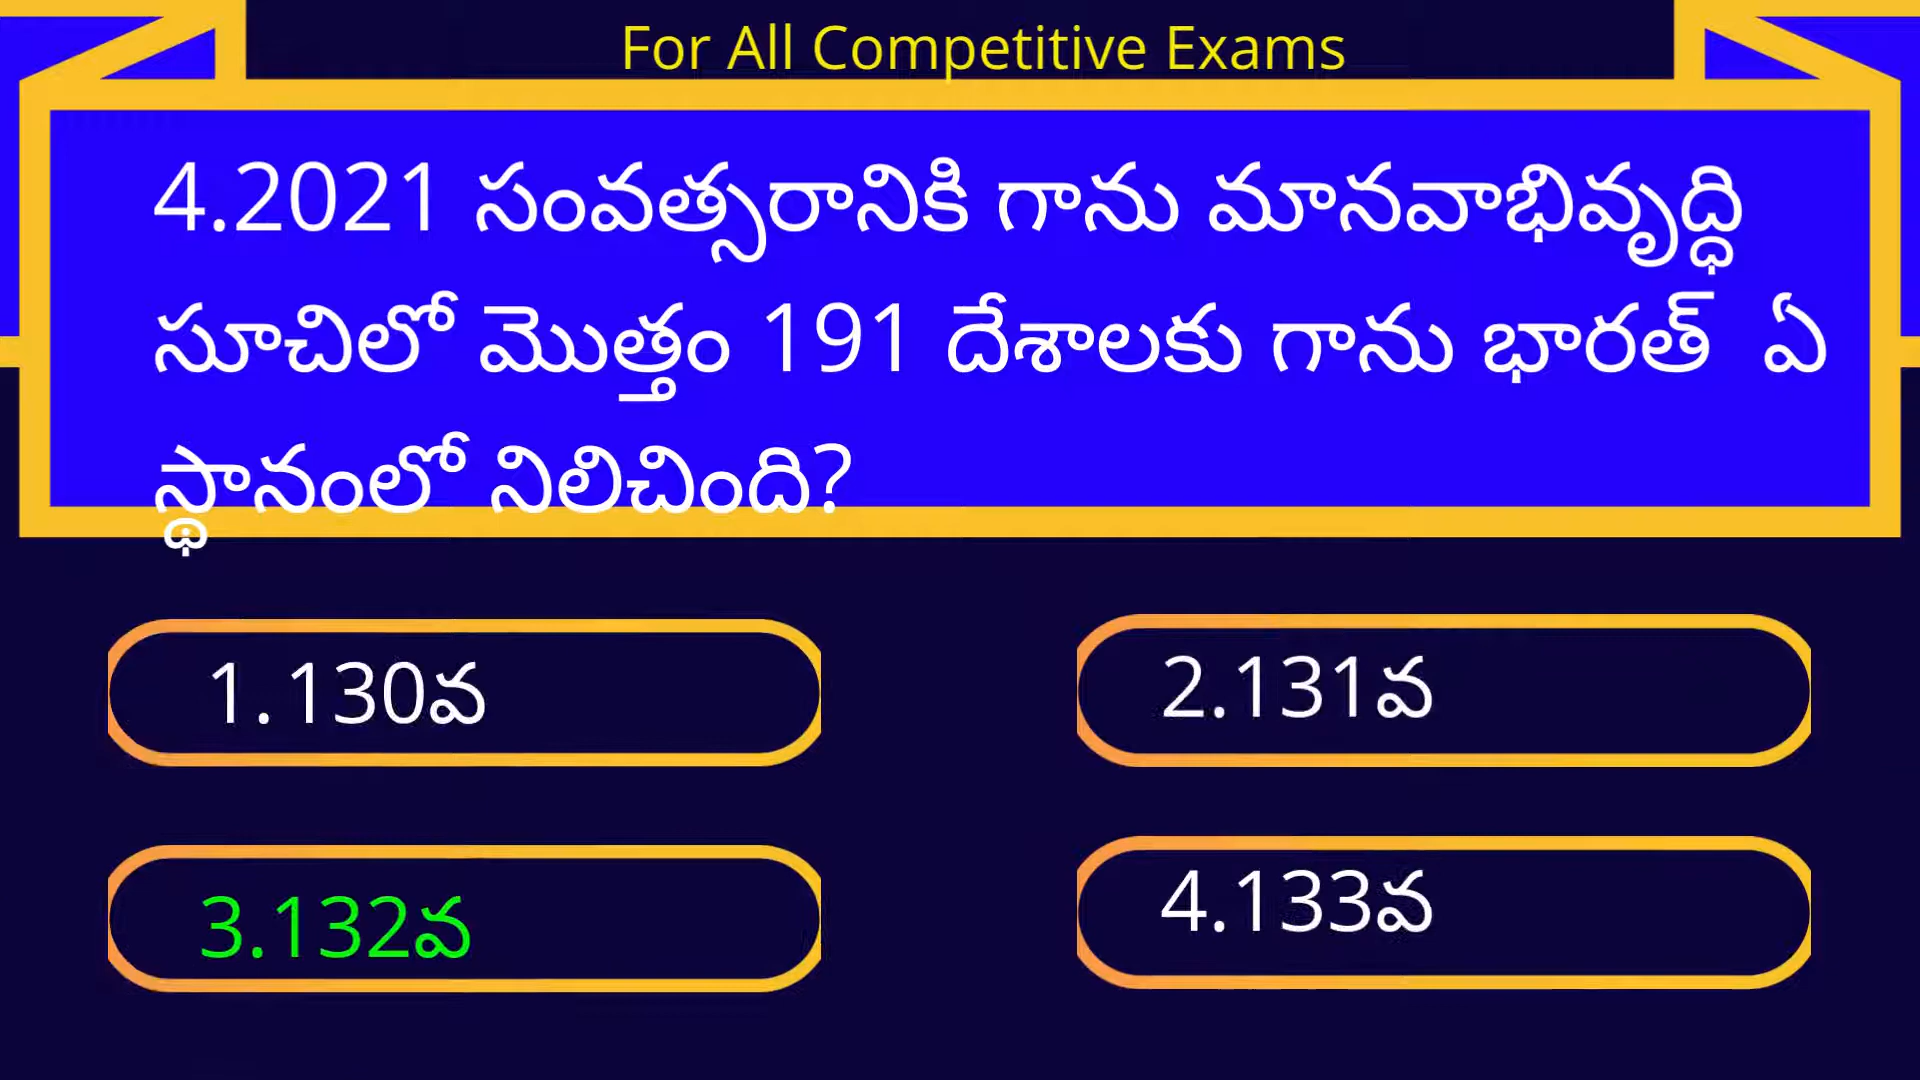 For All Competitive Exams
4.2021 సంవత్సరానికి గాను మానవాభివృద్ధి
సూచిలో మొత్తం 191 దేశాలకు గాను భారత్ ఏ
స్థానంలో నిలిచింది?
1.130వ
2.131వ
3.132వ
4.133వ